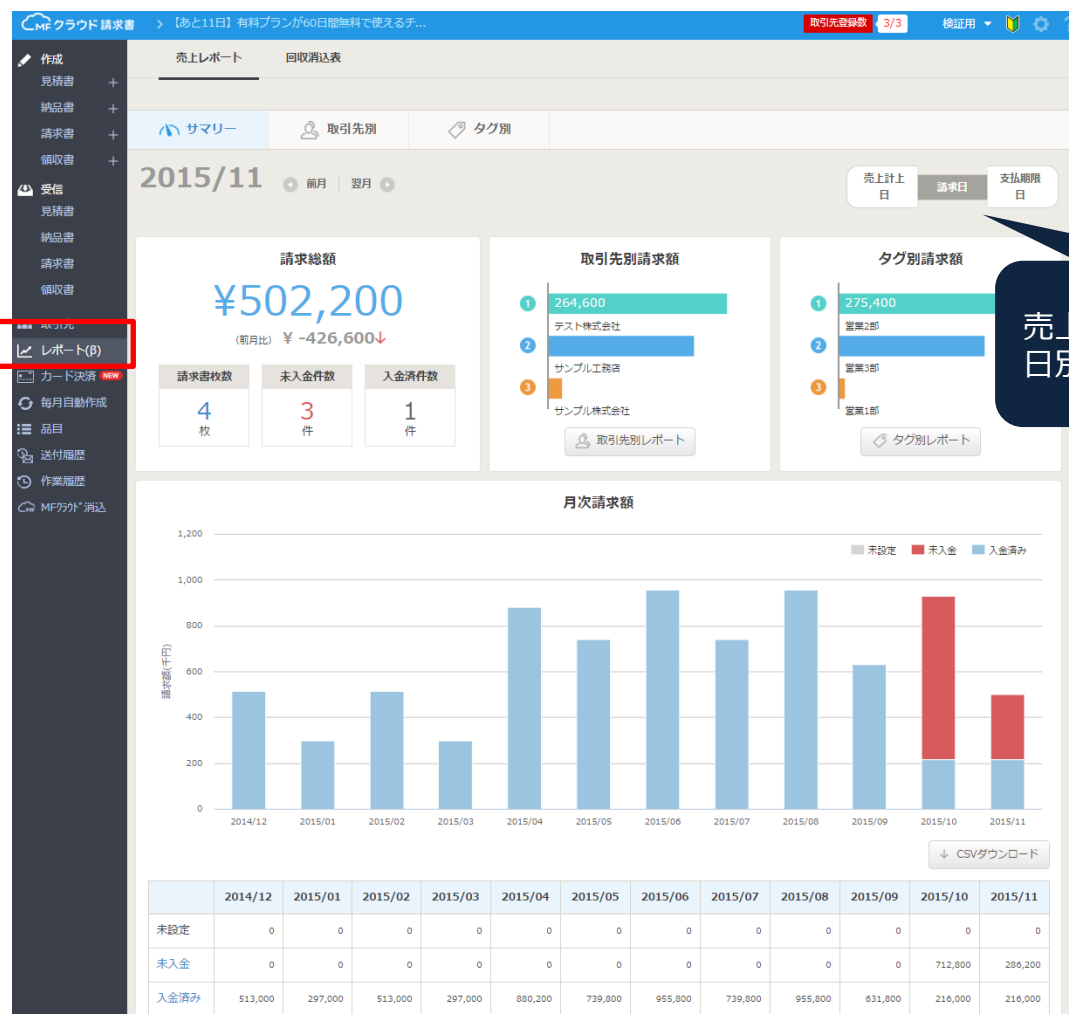 MFクラウド請求書 > 【あと11日】有料プランが60日間無料で使えるチ... 取引先登録数 3/3 検証用
作成
見積書
納品書
請求書
領収書
受信
見積書
納品書
請求書
領収書
レポート(β)
カード決済 NEW
毎月自動作成
品目
送付履歴
作業履歴
MFｸﾗｳﾄﾞ消込
売上レポート 回収消込表
サマリー 取引先別 タグ別
2015/11 前月 翌月
売上計上日 請求日 支払期限日
請求総額
¥502,200
(前月比) ¥ -426,600↓
請求書枚数 未入金件数 入金済件数
4 3 1
枚 件 件
取引先別請求額
1 264,600
テスト株式会社
2
サンプル工務店
3
サンプル株式会社
取引先別レポート
タグ別請求額
1 275,400
営業2部
2
営業3部
3
営業1部
タグ別レポート
売上
日別
月次請求額
未設定 未入金 入金済み
請求額(千円)
1,200
1,000
800
600
400
200
0
2014/12 2015/01 2015/02 2015/03 2015/04 2015/05 2015/06 2015/07 2015/08 2015/09 2015/10 2015/11
↓ CSVダウンロード
2014/12 2015/01 2015/02 2015/03 2015/04 2015/05 2015/06 2015/07 2015/08 2015/09 2015/10 2015/11
未設定 0 0 0 0 0 0 0 0 0 0 0 0
未入金 0 0 0 0 0 0 0 0 0 0 712,800 286,200
入金済み 513,000 297,000 513,000 297,000 880,200 739,800 955,800 739,800 955,800 631,800 216,000 216,000